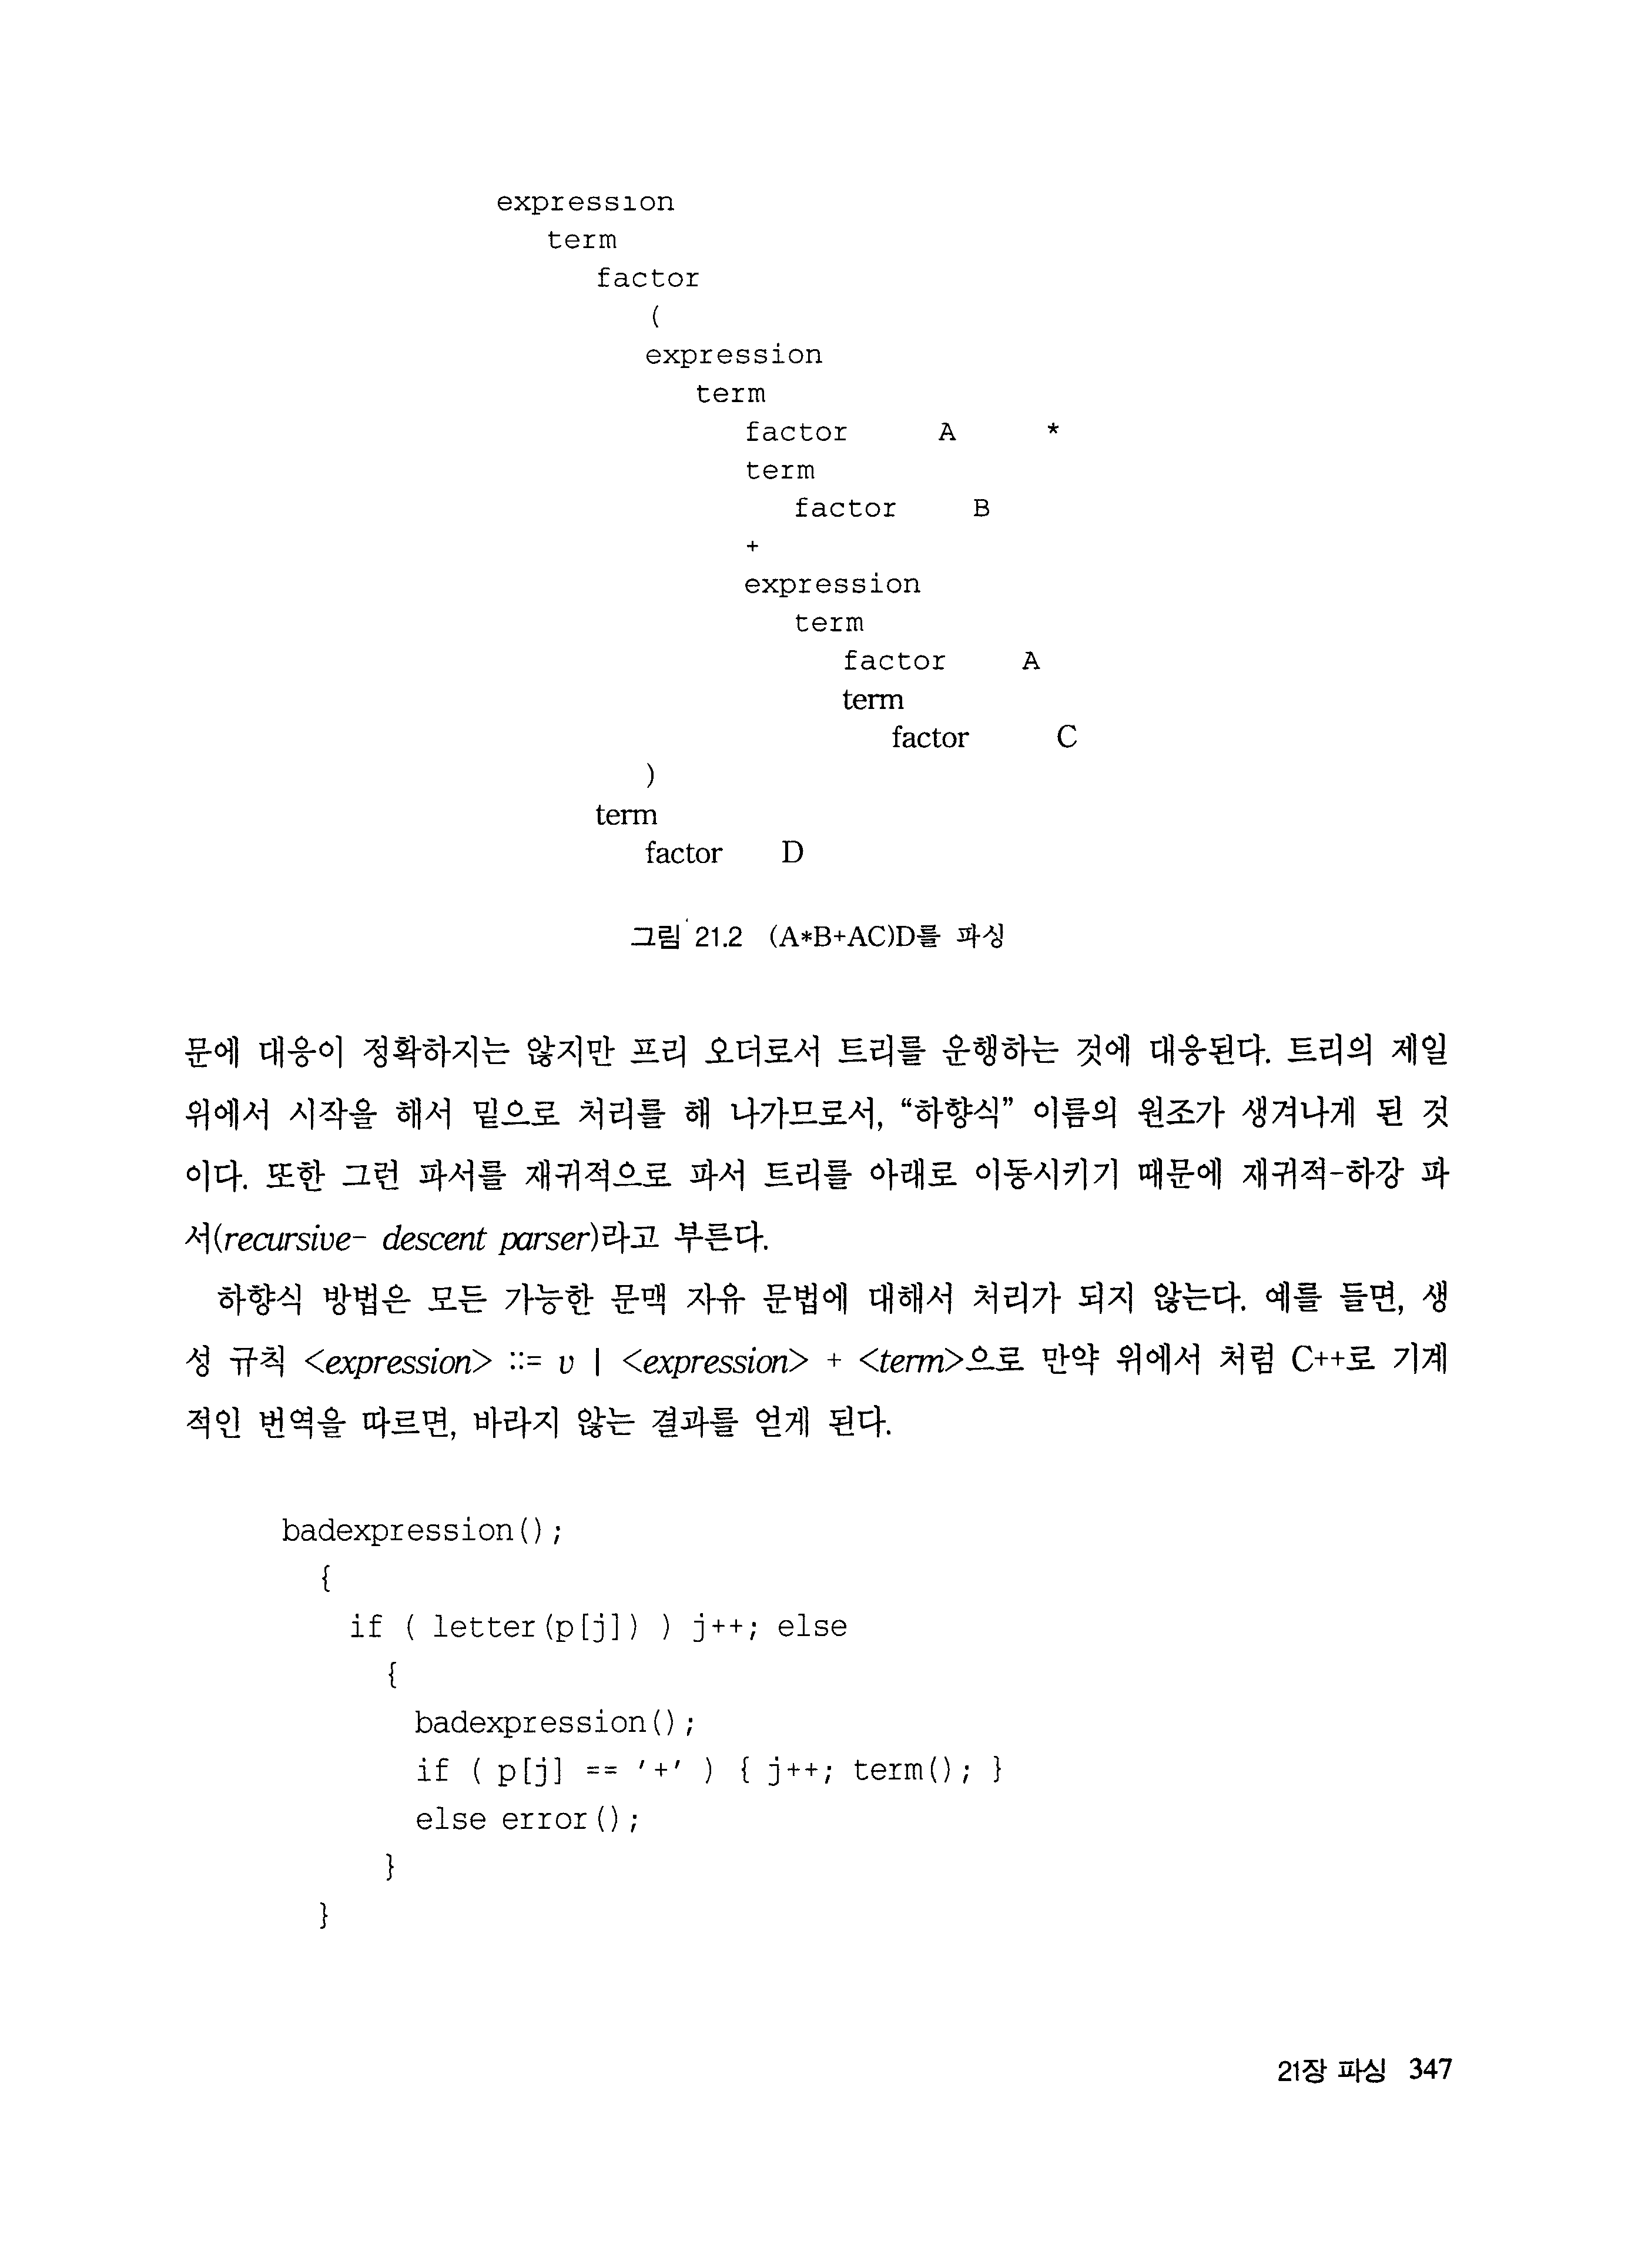 expression
term
factor
(
expression
term
factor A *
term
factor B
+
expression
term
factor A
term
factor C
)
term
factor D
그림 21.2 (A*B+AC)D를 파싱
문에 대응이 정확하지는 않지만 프리 오더로서 트리를 운행하는 것에 대응된다. 트리의 제일
위에서 시작을 해서 밑으로 처리를 해 나가므로서, “하향식” 이름의 원조가 생겨나게 된 것
이다. 또한 그런 파서를 재귀적으로 파서 트리를 아래로 이동시키기 때문에 재귀적-하강 파
서(recursive- descent parser)라고 부른다.
하향식 방법은 모든 가능한 문맥 자유 문법에 대해서 처리가 되지 않는다. 예를 들면, 생
성 규칙 <expression> ::= v | <expression> + <term>으로 만약 위에서 처럼 C++로 기계
적인 번역을 따르면, 바라지 않는 결과를 얻게 된다.
badexpression();
{
if ( letter(p[j]) ) j++; else
{
badexpression();
if ( p[j] == '+' ) { j++; term(); }
else error();
}
}
21장 파싱 347